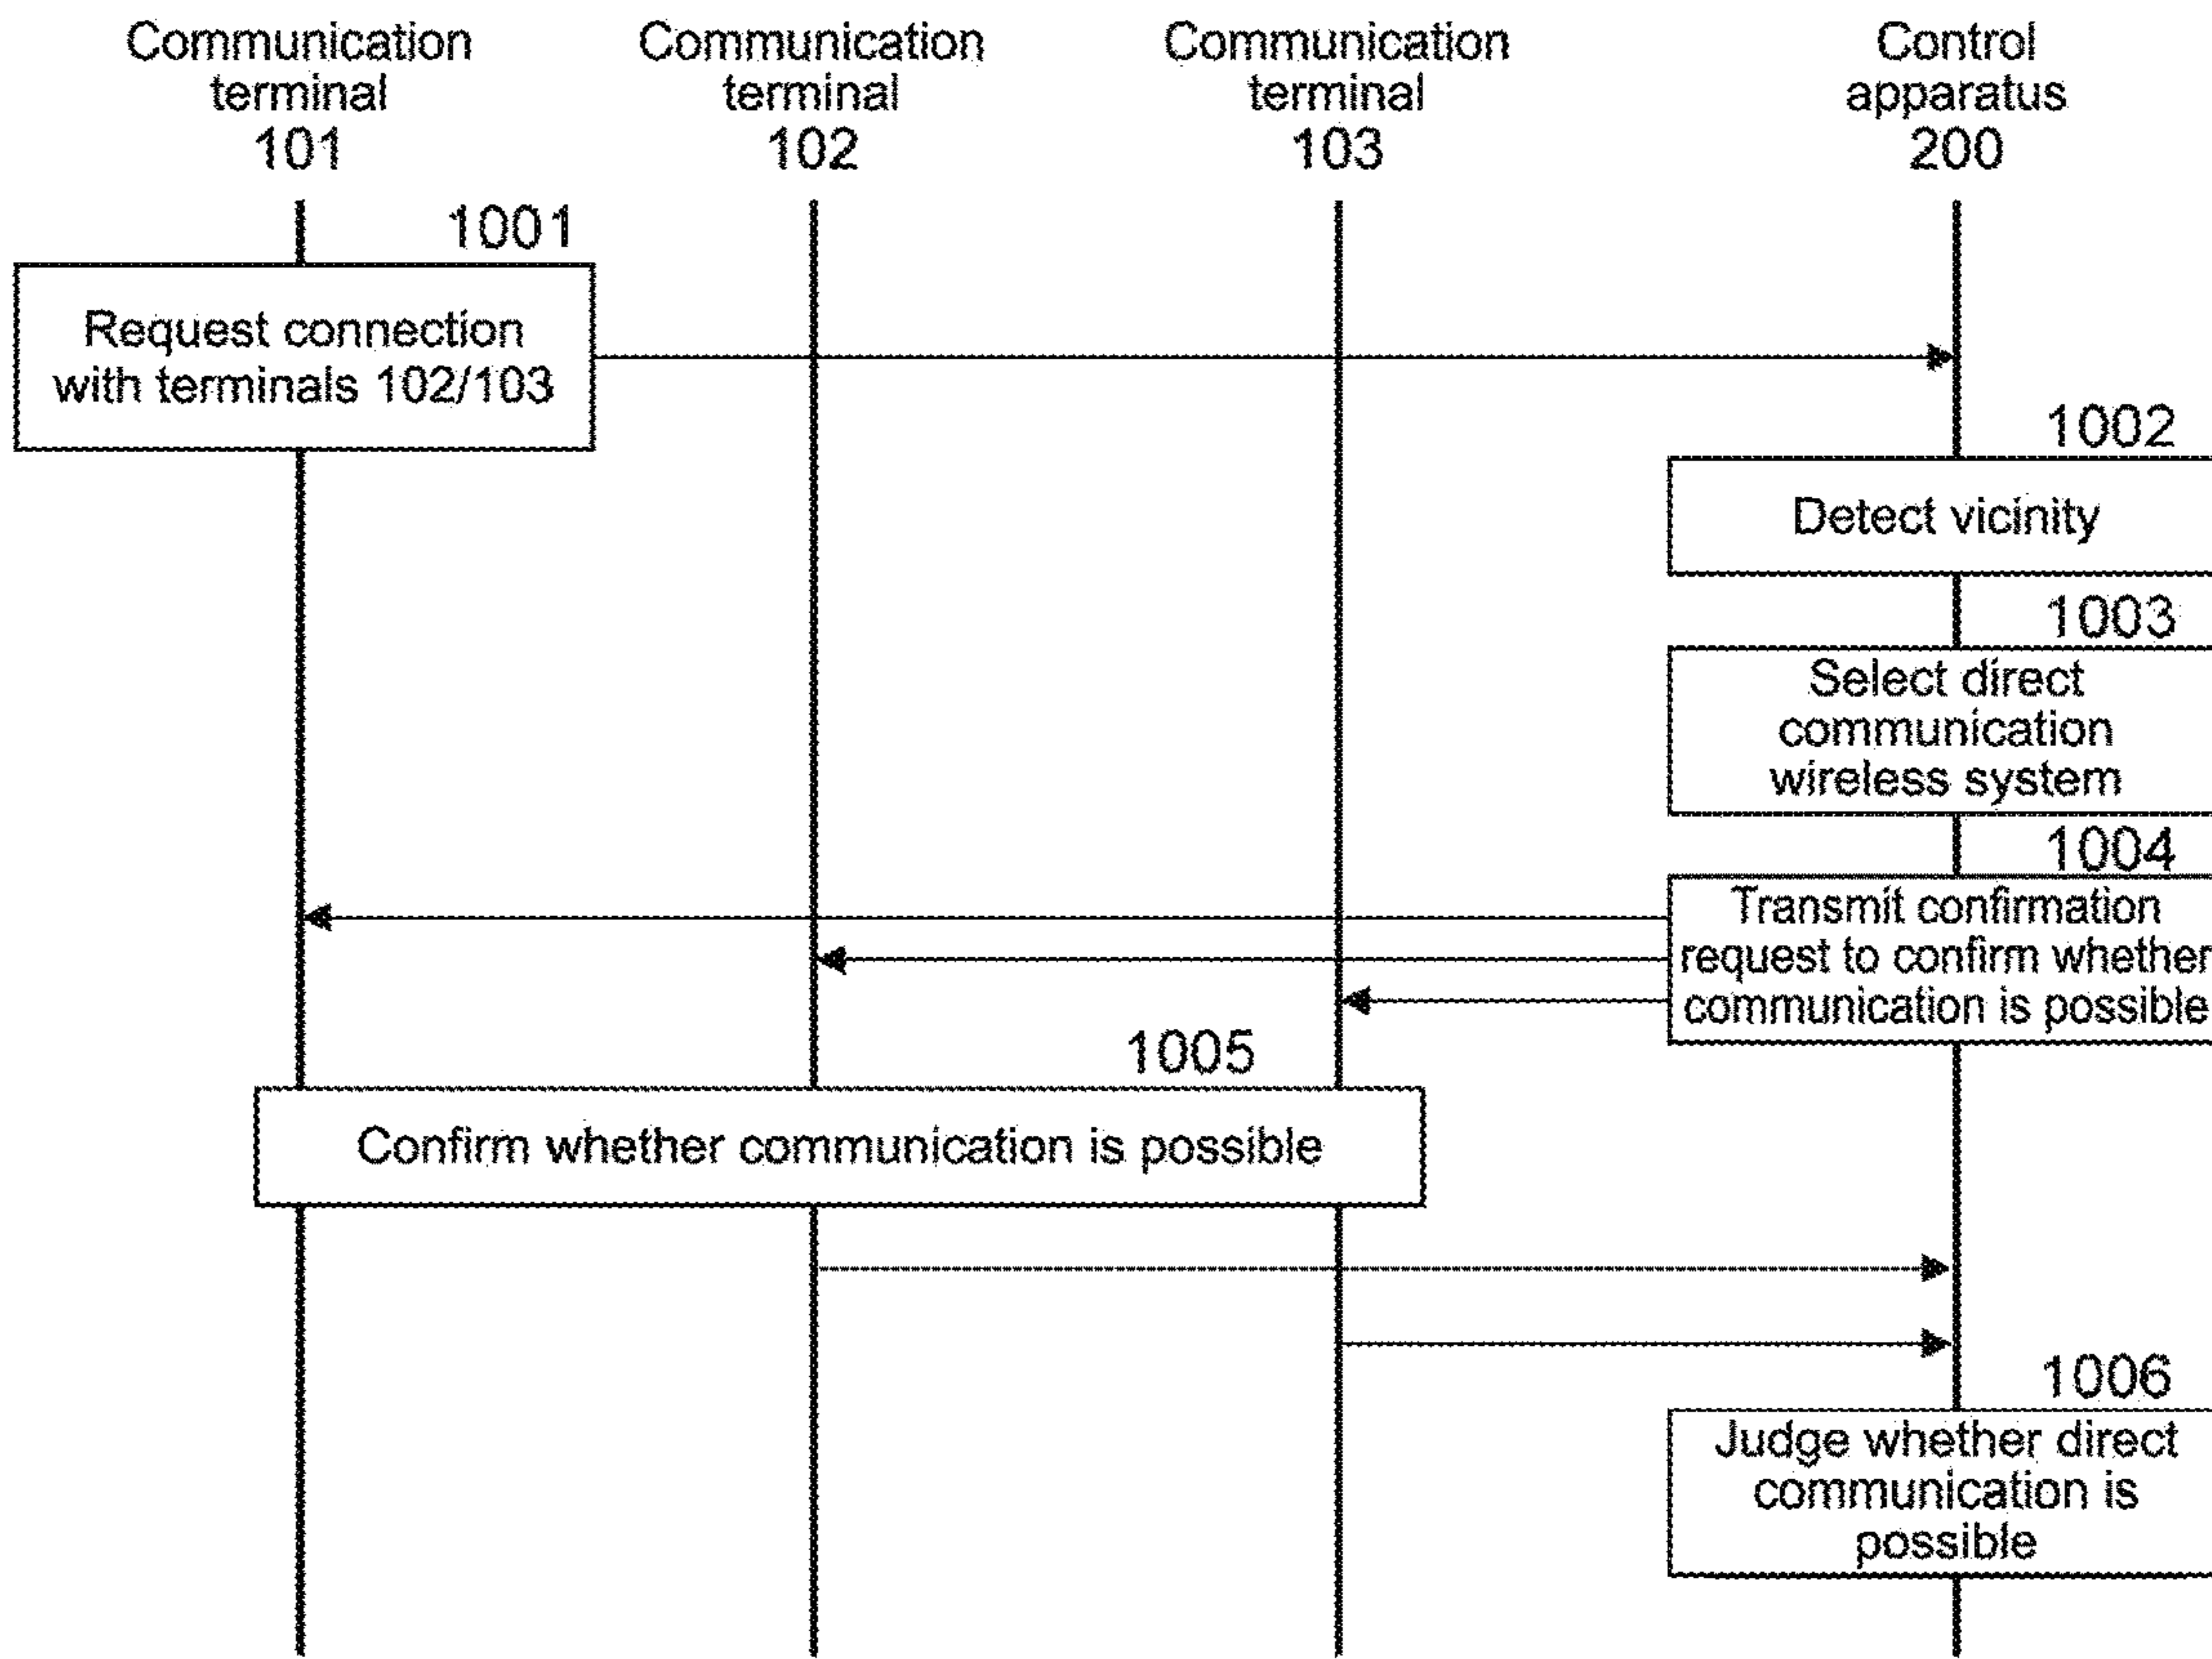 Communication
terminal
101
Communication
terminal
102
Communication
terminal
103
Control
apparatus
200
1001
Request connection
with terminals 102/103
1002
Detect vicinity
1003
Select direct
communication
wireless system
1004
Transmit confirmation
request to confirm whether
communication is possible
1005
Confirm whether communication is possible
1006
Judge whether direct
communication is
possible